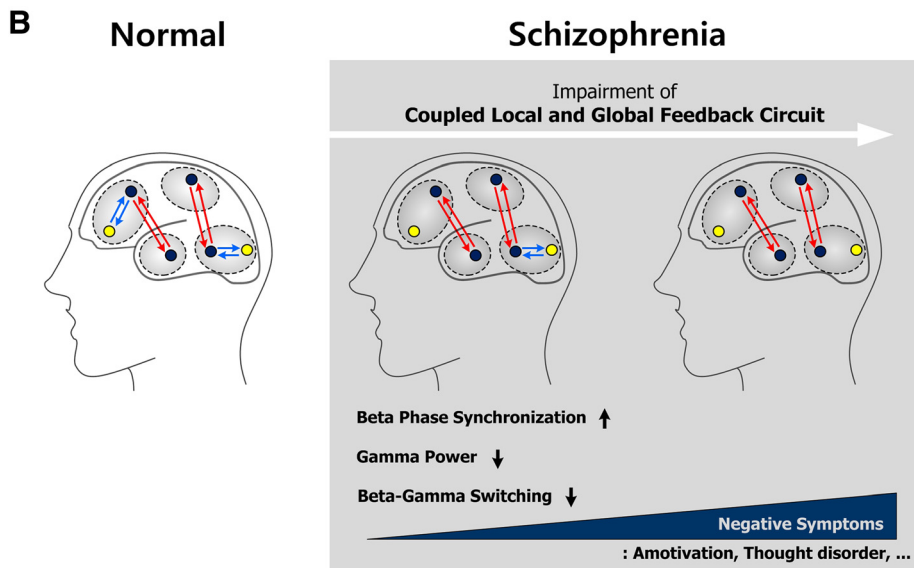 B
Normal
Schizophrenia
Impairment of
Coupled Local and Global Feedback Circuit
Beta Phase Synchronization
Gamma Power
Beta-Gamma Switching
Negative Symptoms
: Amotivation, Thought disorder, ...